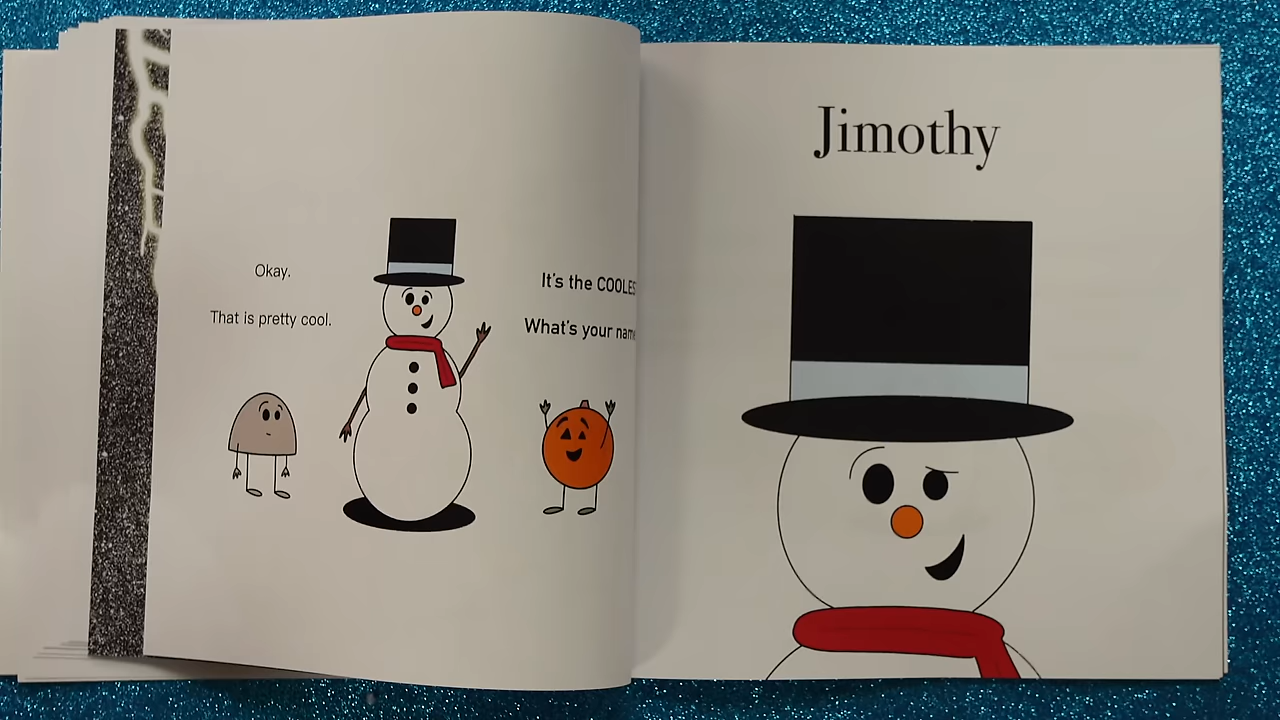 Okay.
That is pretty cool.
It's the
What's your
Jimothy